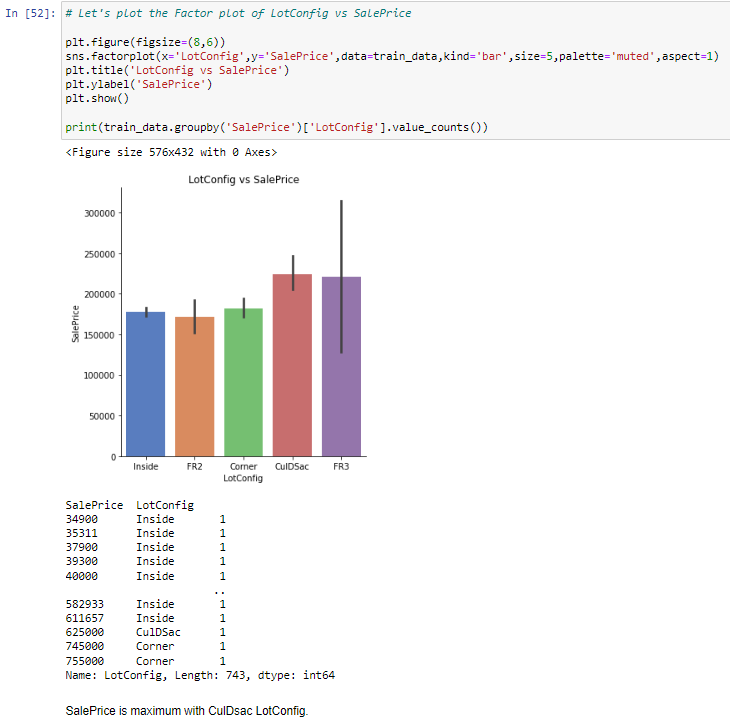 In [52]: # Let's plot the Factor plot of LotConfig vs SalePrice
plt.figure(figsize=(8,6))
sns.factorplot(x='LotConfig',y='SalePrice',data=train_data,kind='bar',size=5,palette='muted',aspect=1)
plt.title('LotConfig vs SalePrice')
plt.ylabel('SalePrice')
plt.show()
print(train_data.groupby('SalePrice')['LotConfig'].value_counts())
<Figure size 576x432 with 0 Axes>
LotConfig vs SalePrice
300000
250000
200000
150000
100000
50000
0
SalePrice
Inside FR2 Corner CulDSac FR3
LotConfig
SalePrice LotConfig
34900 Inside 1
35311 Inside 1
37900 Inside 1
39300 Inside 1
40000 Inside 1
..
582933 Inside 1
611657 Inside 1
625000 CulDSac 1
745000 Corner 1
755000 Corner 1
Name: LotConfig, Length: 743, dtype: int64
SalePrice is maximum with CulDsac LotConfig.